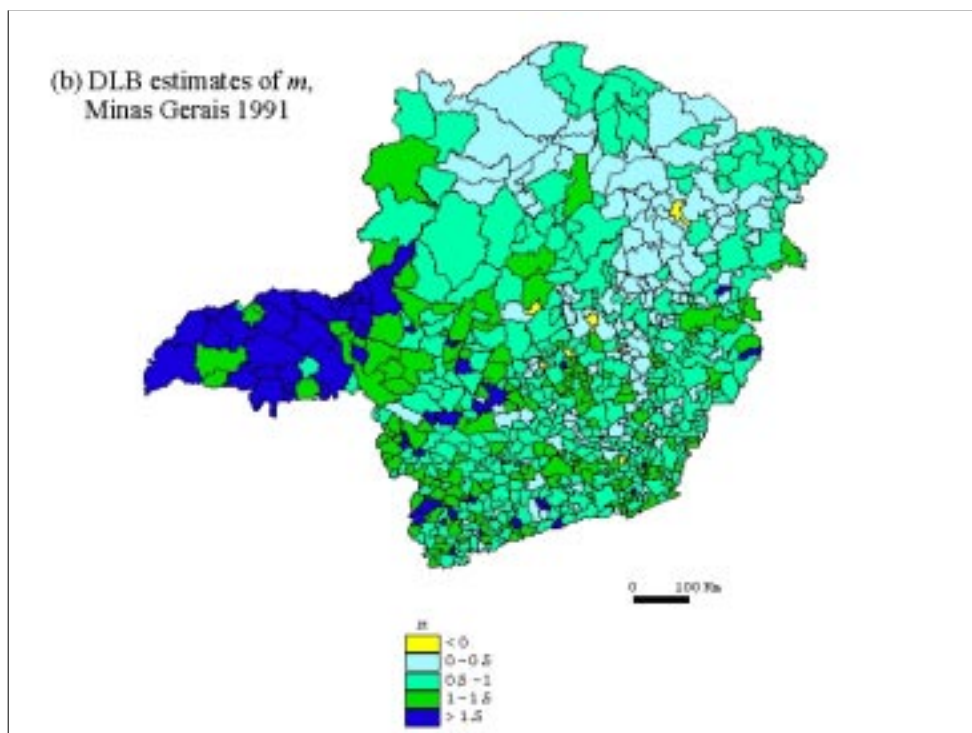 (b) DLB estimates of m,
Minas Gerais 1991
0 100 Km
m
< 0
0 - 0.5
0.5 - 1
1 - 1.5
> 1.5